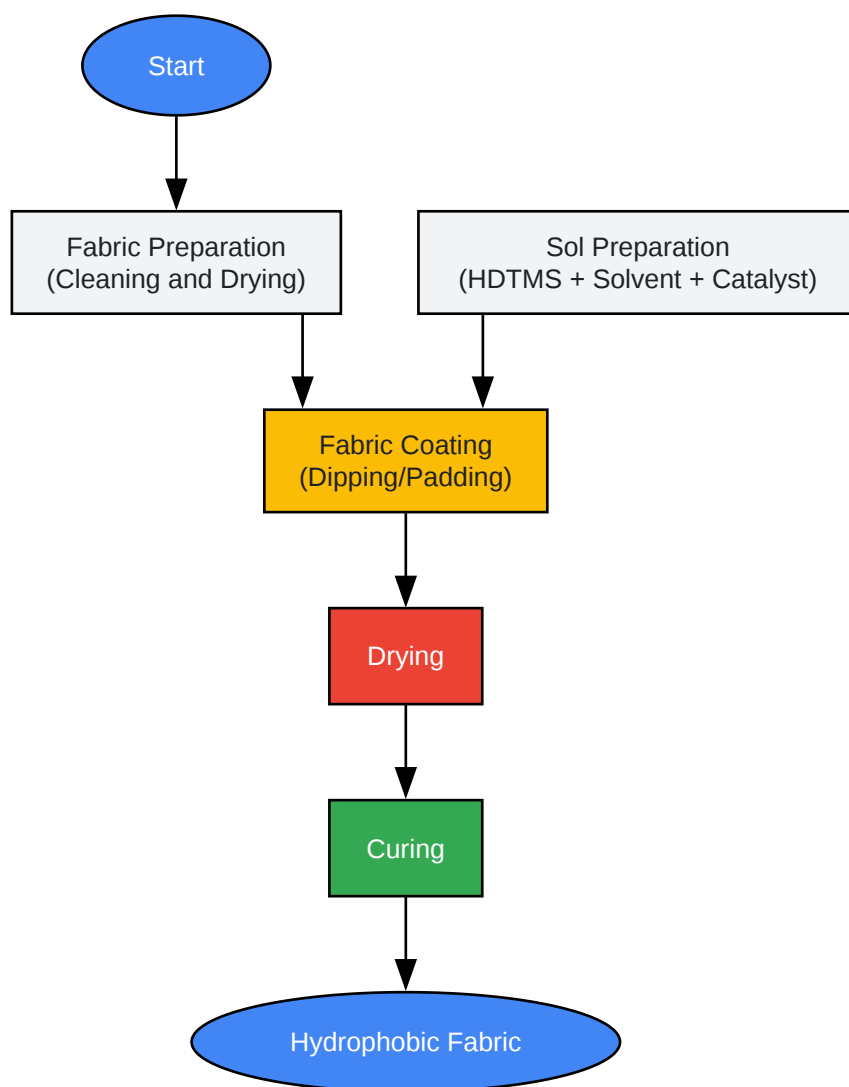 Start
Fabric Preparation
(Cleaning and Drying)
Sol Preparation
(HDTMS + Solvent + Catalyst)
Fabric Coating
(Dipping/Padding)
Drying
Curing
Hydrophobic Fabric